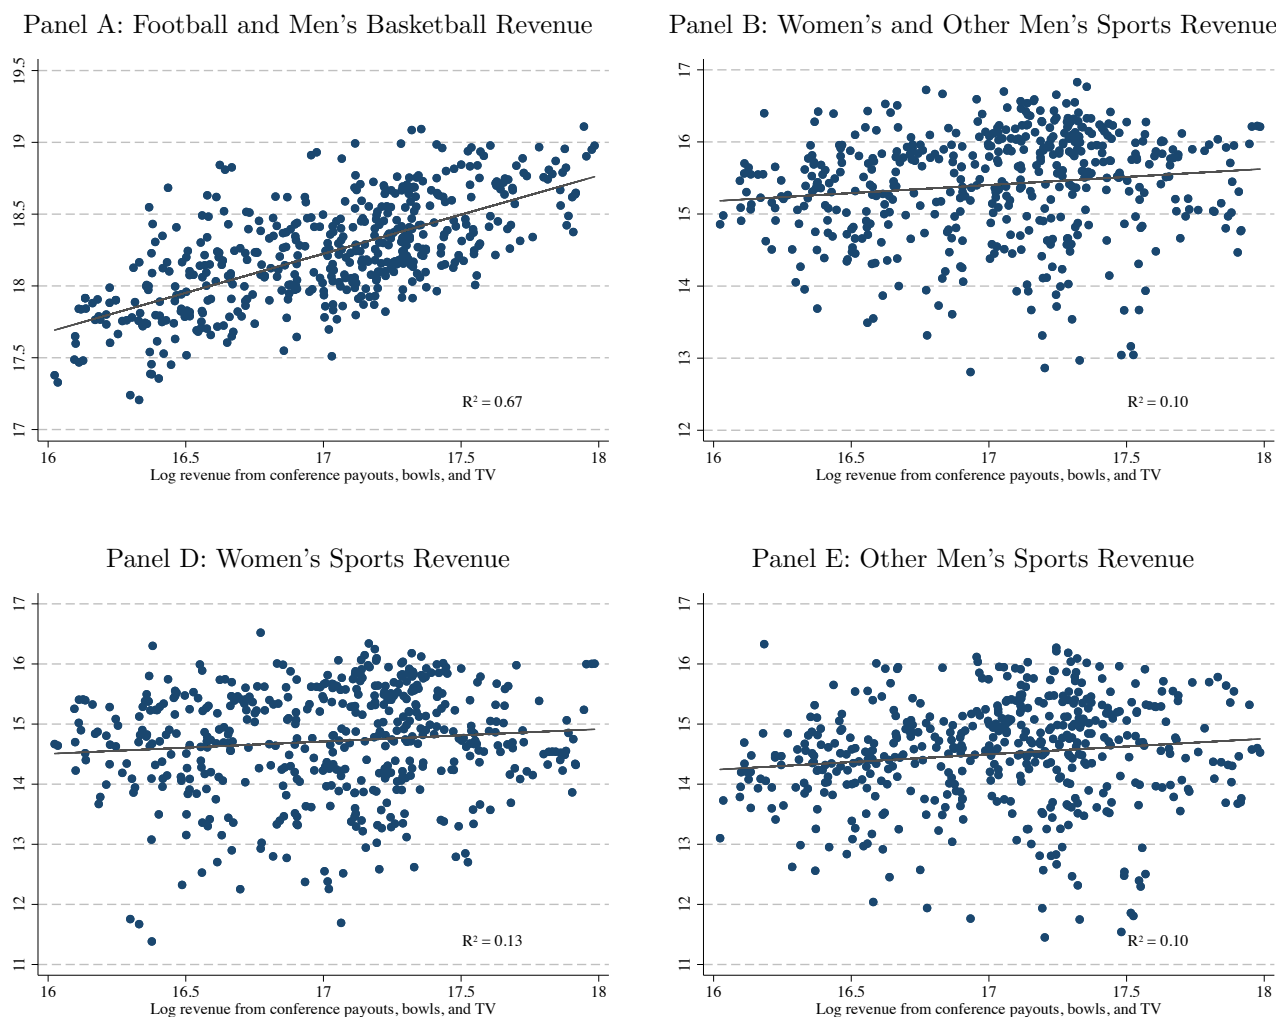 Panel A: Football and Men's Basketball Revenue
19.5
19
18.5
18
17.5
17
R² = 0.67
16 16.5 17 17.5 18
Log revenue from conference payouts, bowls, and TV
Panel B: Women's and Other Men's Sports Revenue
17
16
15
14
13
12
R² = 0.10
16 16.5 17 17.5 18
Log revenue from conference payouts, bowls, and TV
Panel D: Women's Sports Revenue
17
16
15
14
13
12
11
R² = 0.13
16 16.5 17 17.5 18
Log revenue from conference payouts, bowls, and TV
Panel E: Other Men's Sports Revenue
17
16
15
14
13
12
11
R² = 0.10
16 16.5 17 17.5 18
Log revenue from conference payouts, bowls, and TV